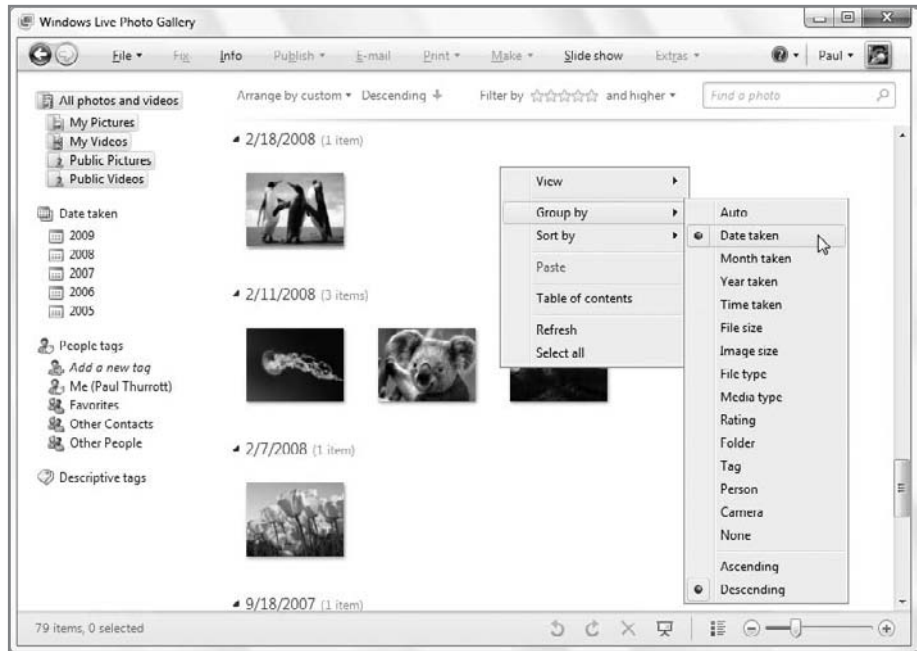 Windows Live Photo Gallery
File Fix Info Publish E-mail Print Make Slide show Extras Paul
All photos and videos
My Pictures
My Videos
Public Pictures
Public Videos
Date taken
2009
2008
2007
2006
2005
People tags
Add a new tag
Me (Paul Thurrott)
Favorites
Other Contacts
Other People
Descriptive tags
Arrange by custom Descending Filter by and higher Find a photo
2/18/2008 (1 item)
2/11/2008 (3 items)
2/7/2008 (1 item)
9/18/2007 (1 item)
View
Group by
Sort by
Paste
Table of contents
Refresh
Select all
Auto
Date taken
Month taken
Year taken
Time taken
File size
Image size
File type
Media type
Rating
Folder
Tag
Person
Camera
None
Ascending
Descending
79 items, 0 selected